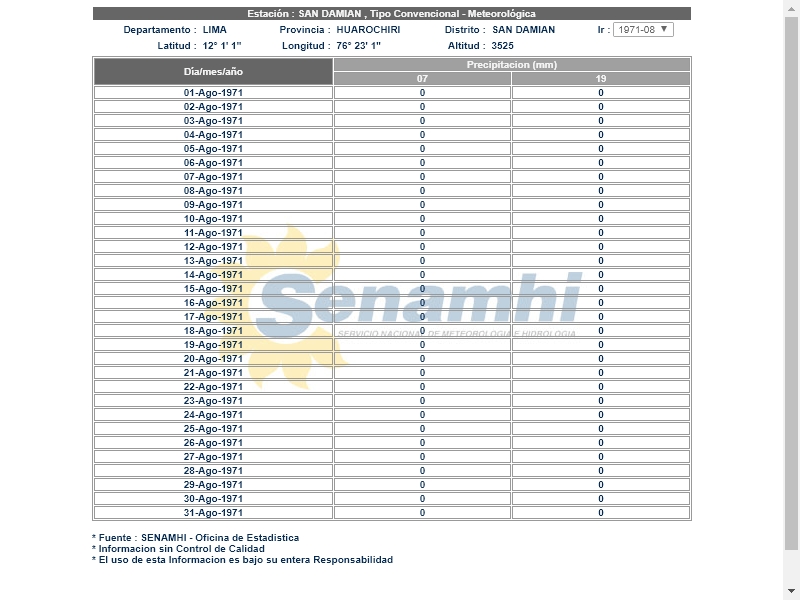 Estación : SAN DAMIAN , Tipo Convencional - Meteorológica
Departamento : LIMA Provincia : HUAROCHIRI Distrito : SAN DAMIAN Ir : 1971-08
Latitud : 12° 1' 1" Longitud : 76° 23' 1" Altitud : 3525
Día/mes/año Precipitacion (mm)
07 19
01-Ago-1971 0 0
02-Ago-1971 0 0
03-Ago-1971 0 0
04-Ago-1971 0 0
05-Ago-1971 0 0
06-Ago-1971 0 0
07-Ago-1971 0 0
08-Ago-1971 0 0
09-Ago-1971 0 0
10-Ago-1971 0 0
11-Ago-1971 0 0
12-Ago-1971 0 0
13-Ago-1971 0 0
14-Ago-1971 0 0
15-Ago-1971 0 0
16-Ago-1971 0 0
17-Ago-1971 0 0
18-Ago-1971 0 0
19-Ago-1971 0 0
20-Ago-1971 0 0
21-Ago-1971 0 0
22-Ago-1971 0 0
23-Ago-1971 0 0
24-Ago-1971 0 0
25-Ago-1971 0 0
26-Ago-1971 0 0
27-Ago-1971 0 0
28-Ago-1971 0 0
29-Ago-1971 0 0
30-Ago-1971 0 0
31-Ago-1971 0 0
Senamhi
SERVICIO NACIONAL DE METEOROLOGIA E HIDROLOGIA
* Fuente : SENAMHI - Oficina de Estadistica
* Informacion sin Control de Calidad
* El uso de esta Informacion es bajo su entera Responsabilidad